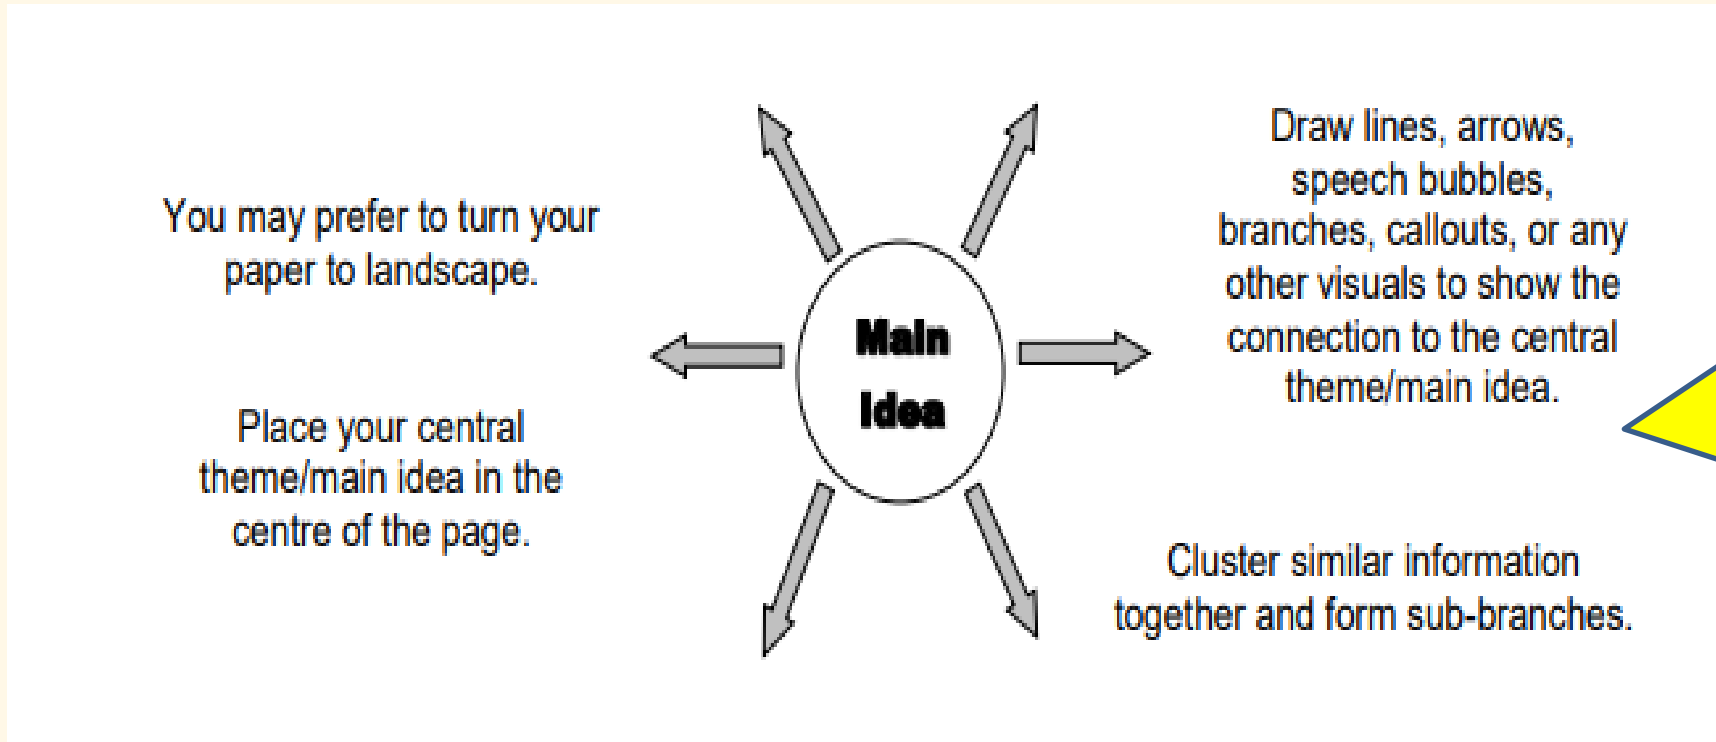 You may prefer to turn your
paper to landscape.
Place your central
theme/main idea in the
centre of the page.
Main
Idea
Draw lines, arrows,
speech bubbles,
branches, callouts, or any
other visuals to show the
connection to the central
theme/main idea.
Cluster similar information
together and form sub-branches.